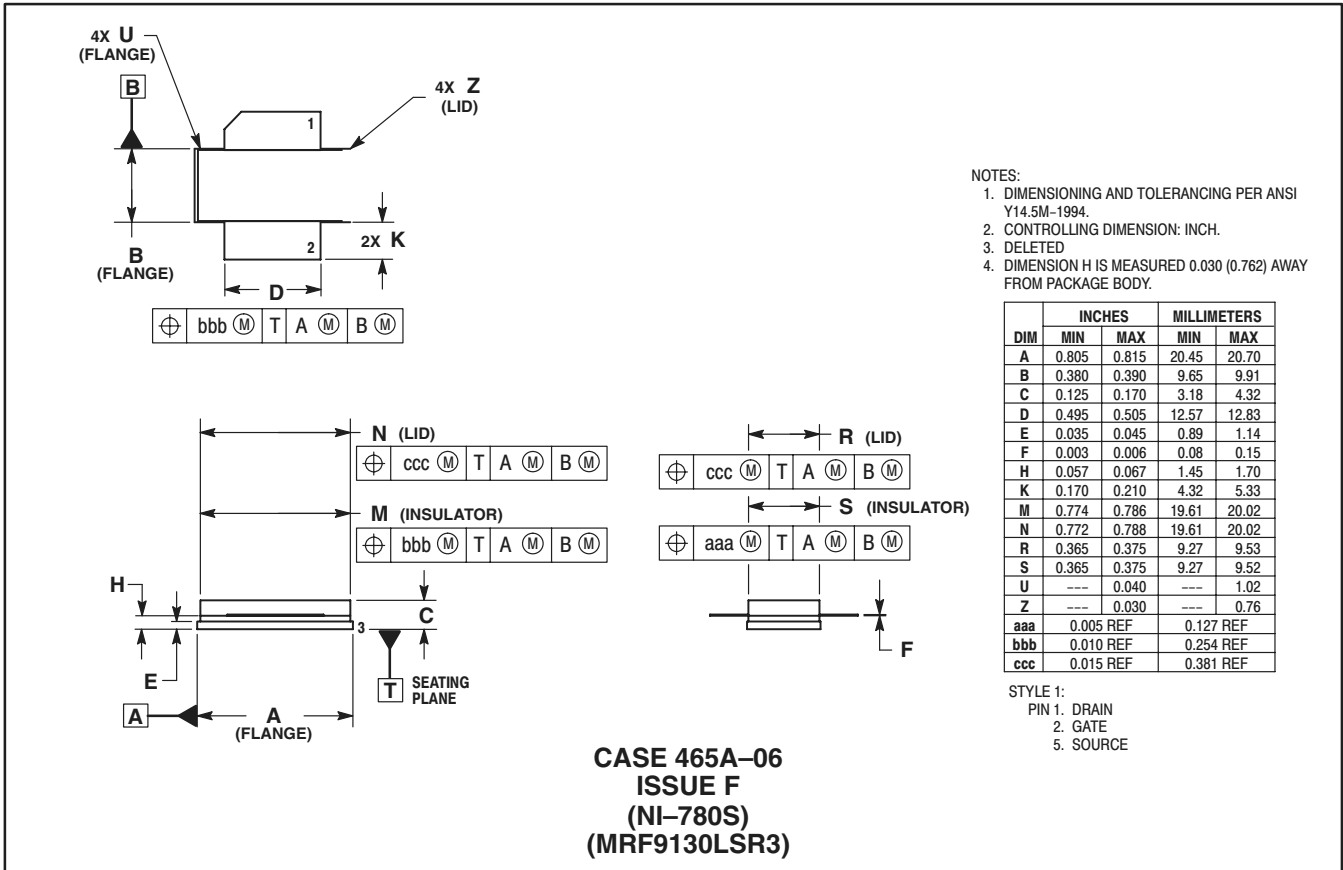 4X U
(FLANGE)
B
4X Z
(LID)
1
B
(FLANGE)
2
2X K
D
⌖ bbb Ⓜ T A Ⓜ B Ⓜ
N (LID)
⌖ ccc Ⓜ T A Ⓜ B Ⓜ
M (INSULATOR)
⌖ bbb Ⓜ T A Ⓜ B Ⓜ
H
C
3
E
T SEATING
PLANE
A
A
(FLANGE)
R (LID)
⌖ ccc Ⓜ T A Ⓜ B Ⓜ
S (INSULATOR)
⌖ aaa Ⓜ T A Ⓜ B Ⓜ
F
NOTES:
1. DIMENSIONING AND TOLERANCING PER ANSI
Y14.5M-1994.
2. CONTROLLING DIMENSION: INCH.
3. DELETED
4. DIMENSION H IS MEASURED 0.030 (0.762) AWAY
FROM PACKAGE BODY.
INCHES MILLIMETERS
DIM MIN MAX MIN MAX
A 0.805 0.815 20.45 20.70
B 0.380 0.390 9.65 9.91
C 0.125 0.170 3.18 4.32
D 0.495 0.505 12.57 12.83
E 0.035 0.045 0.89 1.14
F 0.003 0.006 0.08 0.15
H 0.057 0.067 1.45 1.70
K 0.170 0.210 4.32 5.33
M 0.774 0.786 19.61 20.02
N 0.772 0.788 19.61 20.02
R 0.365 0.375 9.27 9.53
S 0.365 0.375 9.27 9.52
U --- 0.040 --- 1.02
Z --- 0.030 --- 0.76
aaa 0.005 REF 0.127 REF
bbb 0.010 REF 0.254 REF
ccc 0.015 REF 0.381 REF
STYLE 1:
PIN 1. DRAIN
2. GATE
5. SOURCE
CASE 465A–06
ISSUE F
(NI–780S)
(MRF9130LSR3)